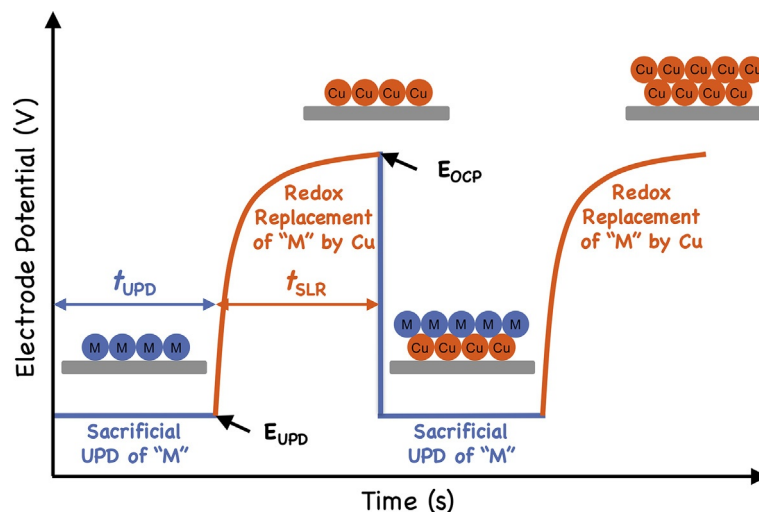 Cu Cu Cu Cu Cu
Cu Cu Cu Cu
Cu Cu Cu Cu
E_OCP
Redox
Replacement
of "M" by Cu
Redox
Replacement
of "M" by Cu
t_UPD
t_SLR
M M M M M
Cu Cu Cu Cu
M M M M
E_UPD
Sacrificial
UPD of "M"
Sacrificial
UPD of "M"
Electrode Potential (V)
Time (s)